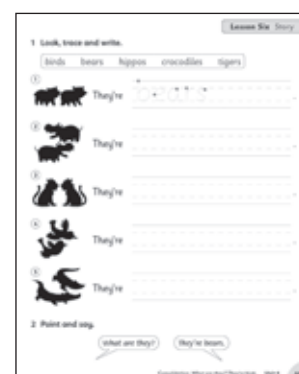 Lesson Six Story
1 Look, trace and write.
birds bears hippos crocodiles tigers
1 They're bears.
2 They're
3 They're
4 They're
5 They're
2 Point and say.
What are they? They're bears.